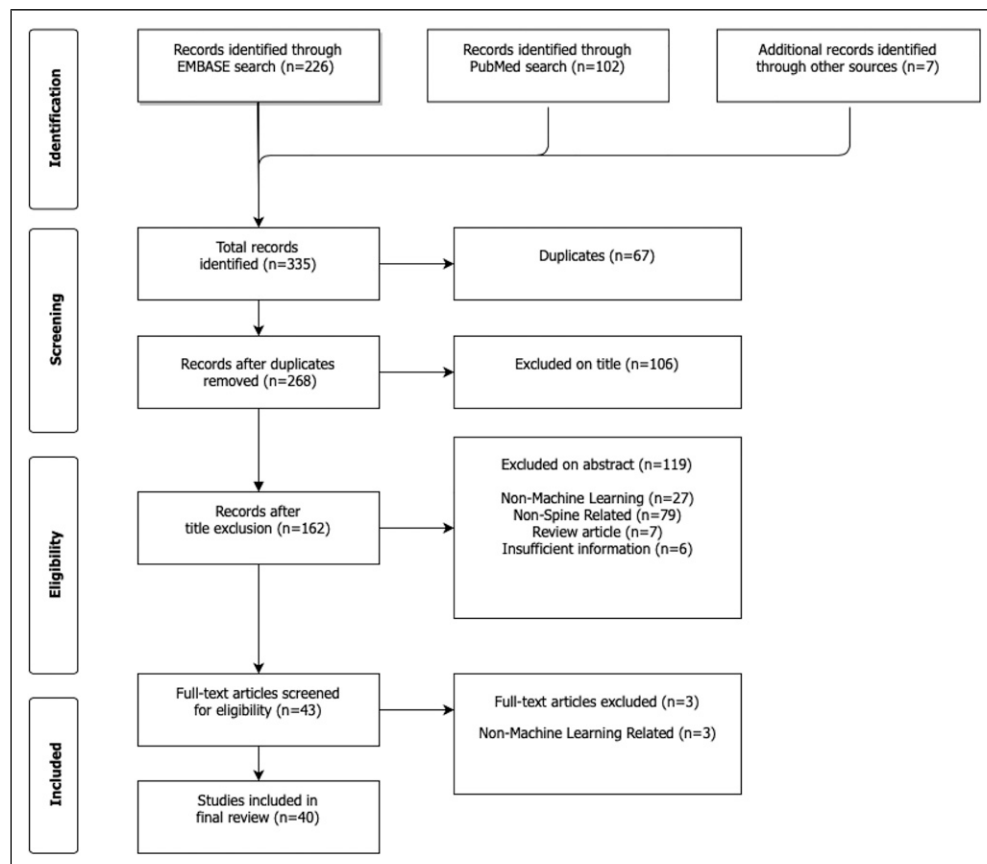 Identification
Records identified through
EMBASE search (n=226)
Records identified through
PubMed search (n=102)
Additional records identified
through other sources (n=7)
Screening
Total records
identified (n=335)
Duplicates (n=67)
Records after duplicates
removed (n=268)
Excluded on title (n=106)
Eligibility
Records after
title exclusion (n=162)
Excluded on abstract (n=119)
Non-Machine Learning (n=27)
Non-Spine Related (n=79)
Review article (n=7)
Insufficient information (n=6)
Included
Full-text articles screened
for eligibility (n=43)
Full-text articles excluded (n=3)
Non-Machine Learning Related (n=3)
Studies included in
final review (n=40)